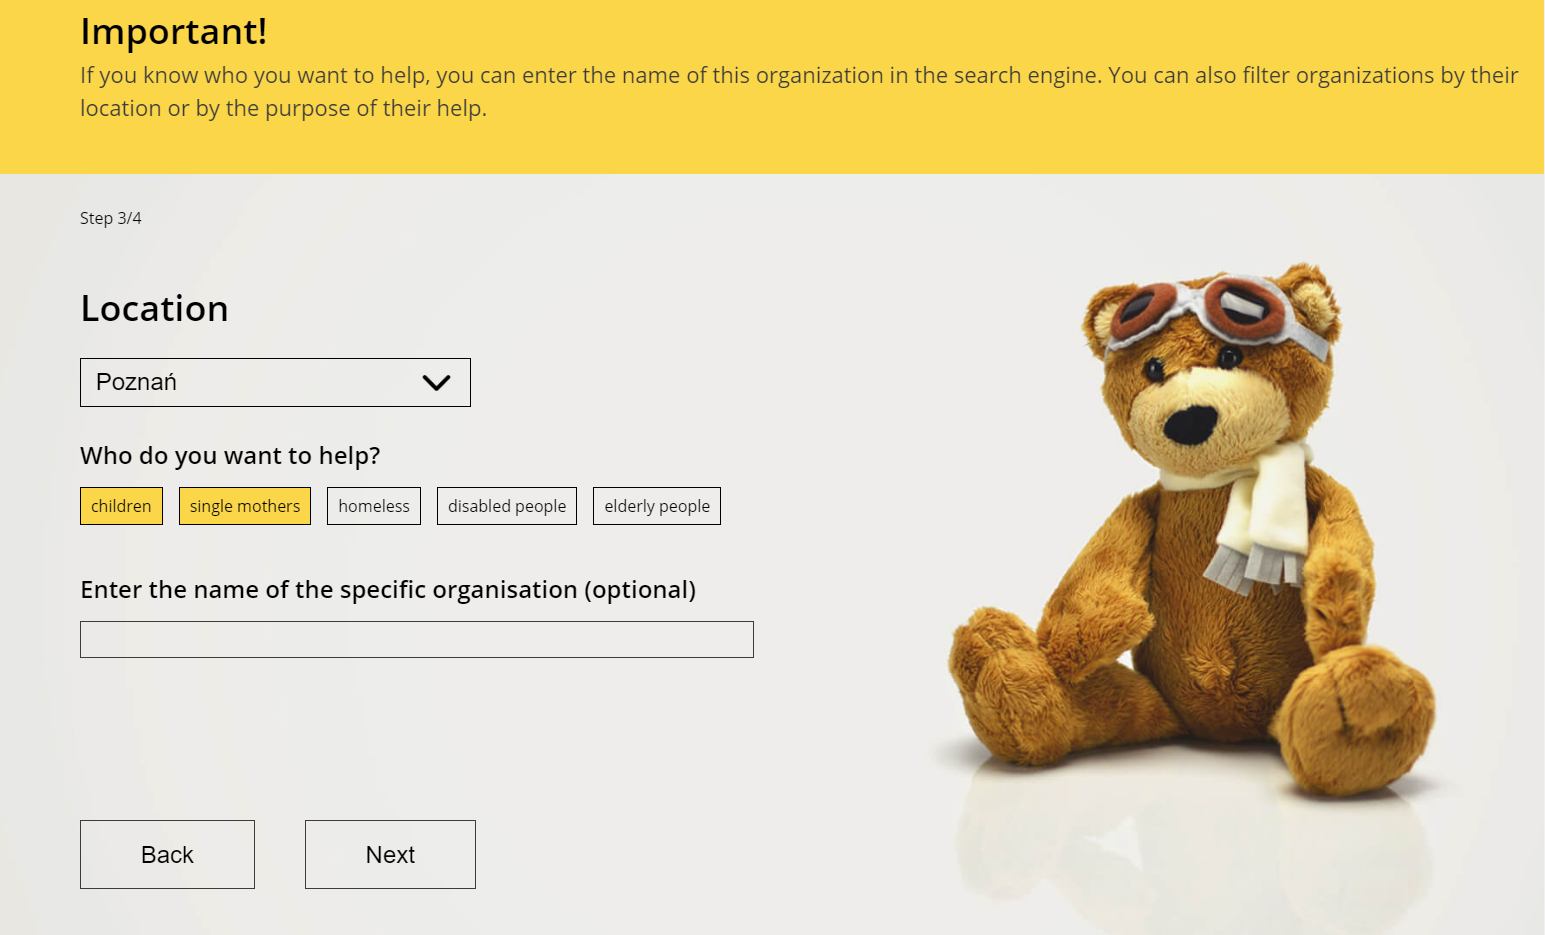 Important!
If you know who you want to help, you can enter the name of this organization in the search engine. You can also filter organizations by their
location or by the purpose of their help.
Step 3/4
Location
Poznań
Who do you want to help?
children single mothers homeless disabled people elderly people
Enter the name of the specific organisation (optional)
Back Next